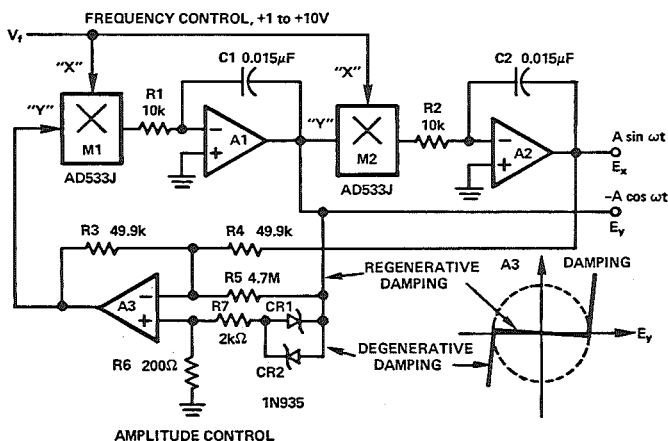 FREQUENCY CONTROL, +1 to +10V
Vf
C1 0.015μF
C2 0.015μF
"X"
"X"
"Y"
R1
10k
"Y"
R2
10k
M1
A1
M2
A2
AD533J
AD533J
A sin ωt
Ex
-A cos ωt
Ey
R3 49.9k
R4 49.9k
A3
R5 4.7M
R7
2kΩ
CR1
CR2
R6 200Ω
1N935
REGENERATIVE
DAMPING
DEGENERATIVE
DAMPING
A3
DAMPING
Ey
AMPLITUDE CONTROL